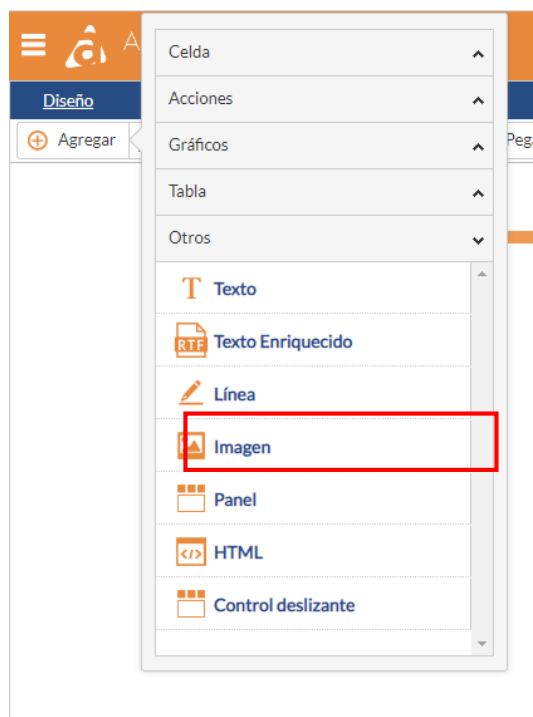 A
Celda
Diseño
Acciones
Agregar
Gráficos
Tabla
Otros
T Texto
RTF Texto Enriquecido
Línea
Imagen
Panel
</> HTML
Control deslizante